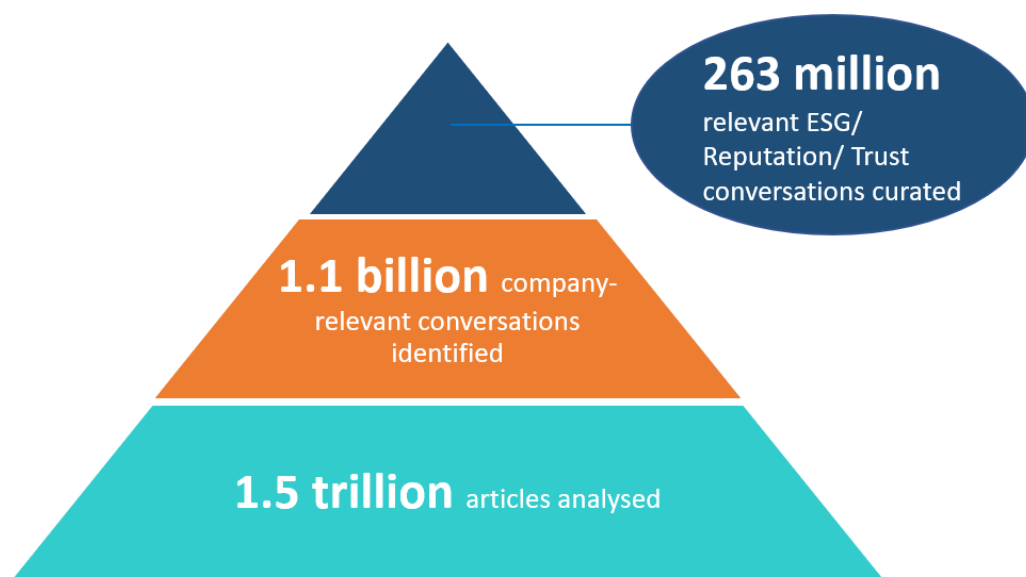 263 million
relevant ESG/
Reputation/ Trust
conversations curated
1.1 billion company-
relevant conversations
identified
1.5 trillion articles analysed